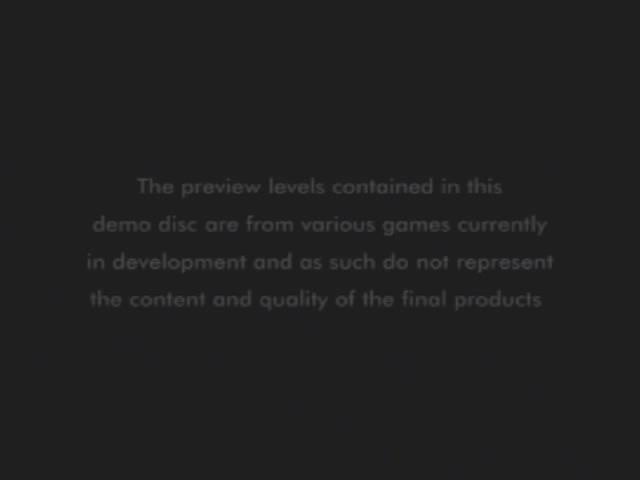 The preview levels contained in this
demo disc are from various games currently
in development and as such do not represent
the content and quality of the final products